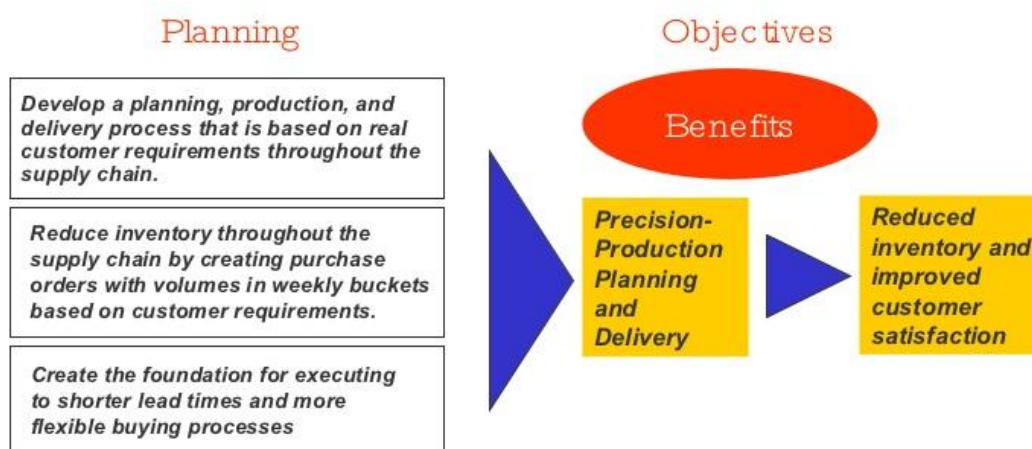 Planning
Objectives
Develop a planning, production, and
delivery process that is based on real
customer requirements throughout the
supply chain.
Reduce inventory throughout the
supply chain by creating purchase
orders with volumes in weekly buckets
based on customer requirements.
Create the foundation for executing
to shorter lead times and more
flexible buying processes
Benefits
Precision-
Production
Planning
and
Delivery
Reduced
inventory and
improved
customer
satisfaction